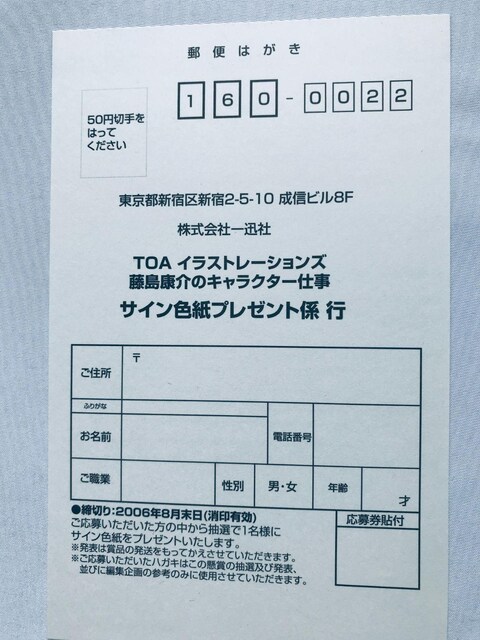 郵便はがき
50円切手を
はって
ください
160-0022
東京都新宿区新宿2-5-10 成信ビル8F
株式会社一迅社
TOA イラストレーションズ
藤島康介のキャラクター仕事
サイン色紙プレゼント係 行
ご住所 〒
ふりがな
お名前 電話番号
ご職業 性別 男・女 年齢 才
●締切り:2006年8月末日(消印有効)
ご応募いただいた方の中から抽選で1名様に
サイン色紙をプレゼントいたします。
※発表は賞品の発送をもってかえさせていただきます。
※ご応募いただいたハガキはこの懸賞の抽選及び発表、
並びに編集企画の参考のみに使用させていただきます。
応募券貼付